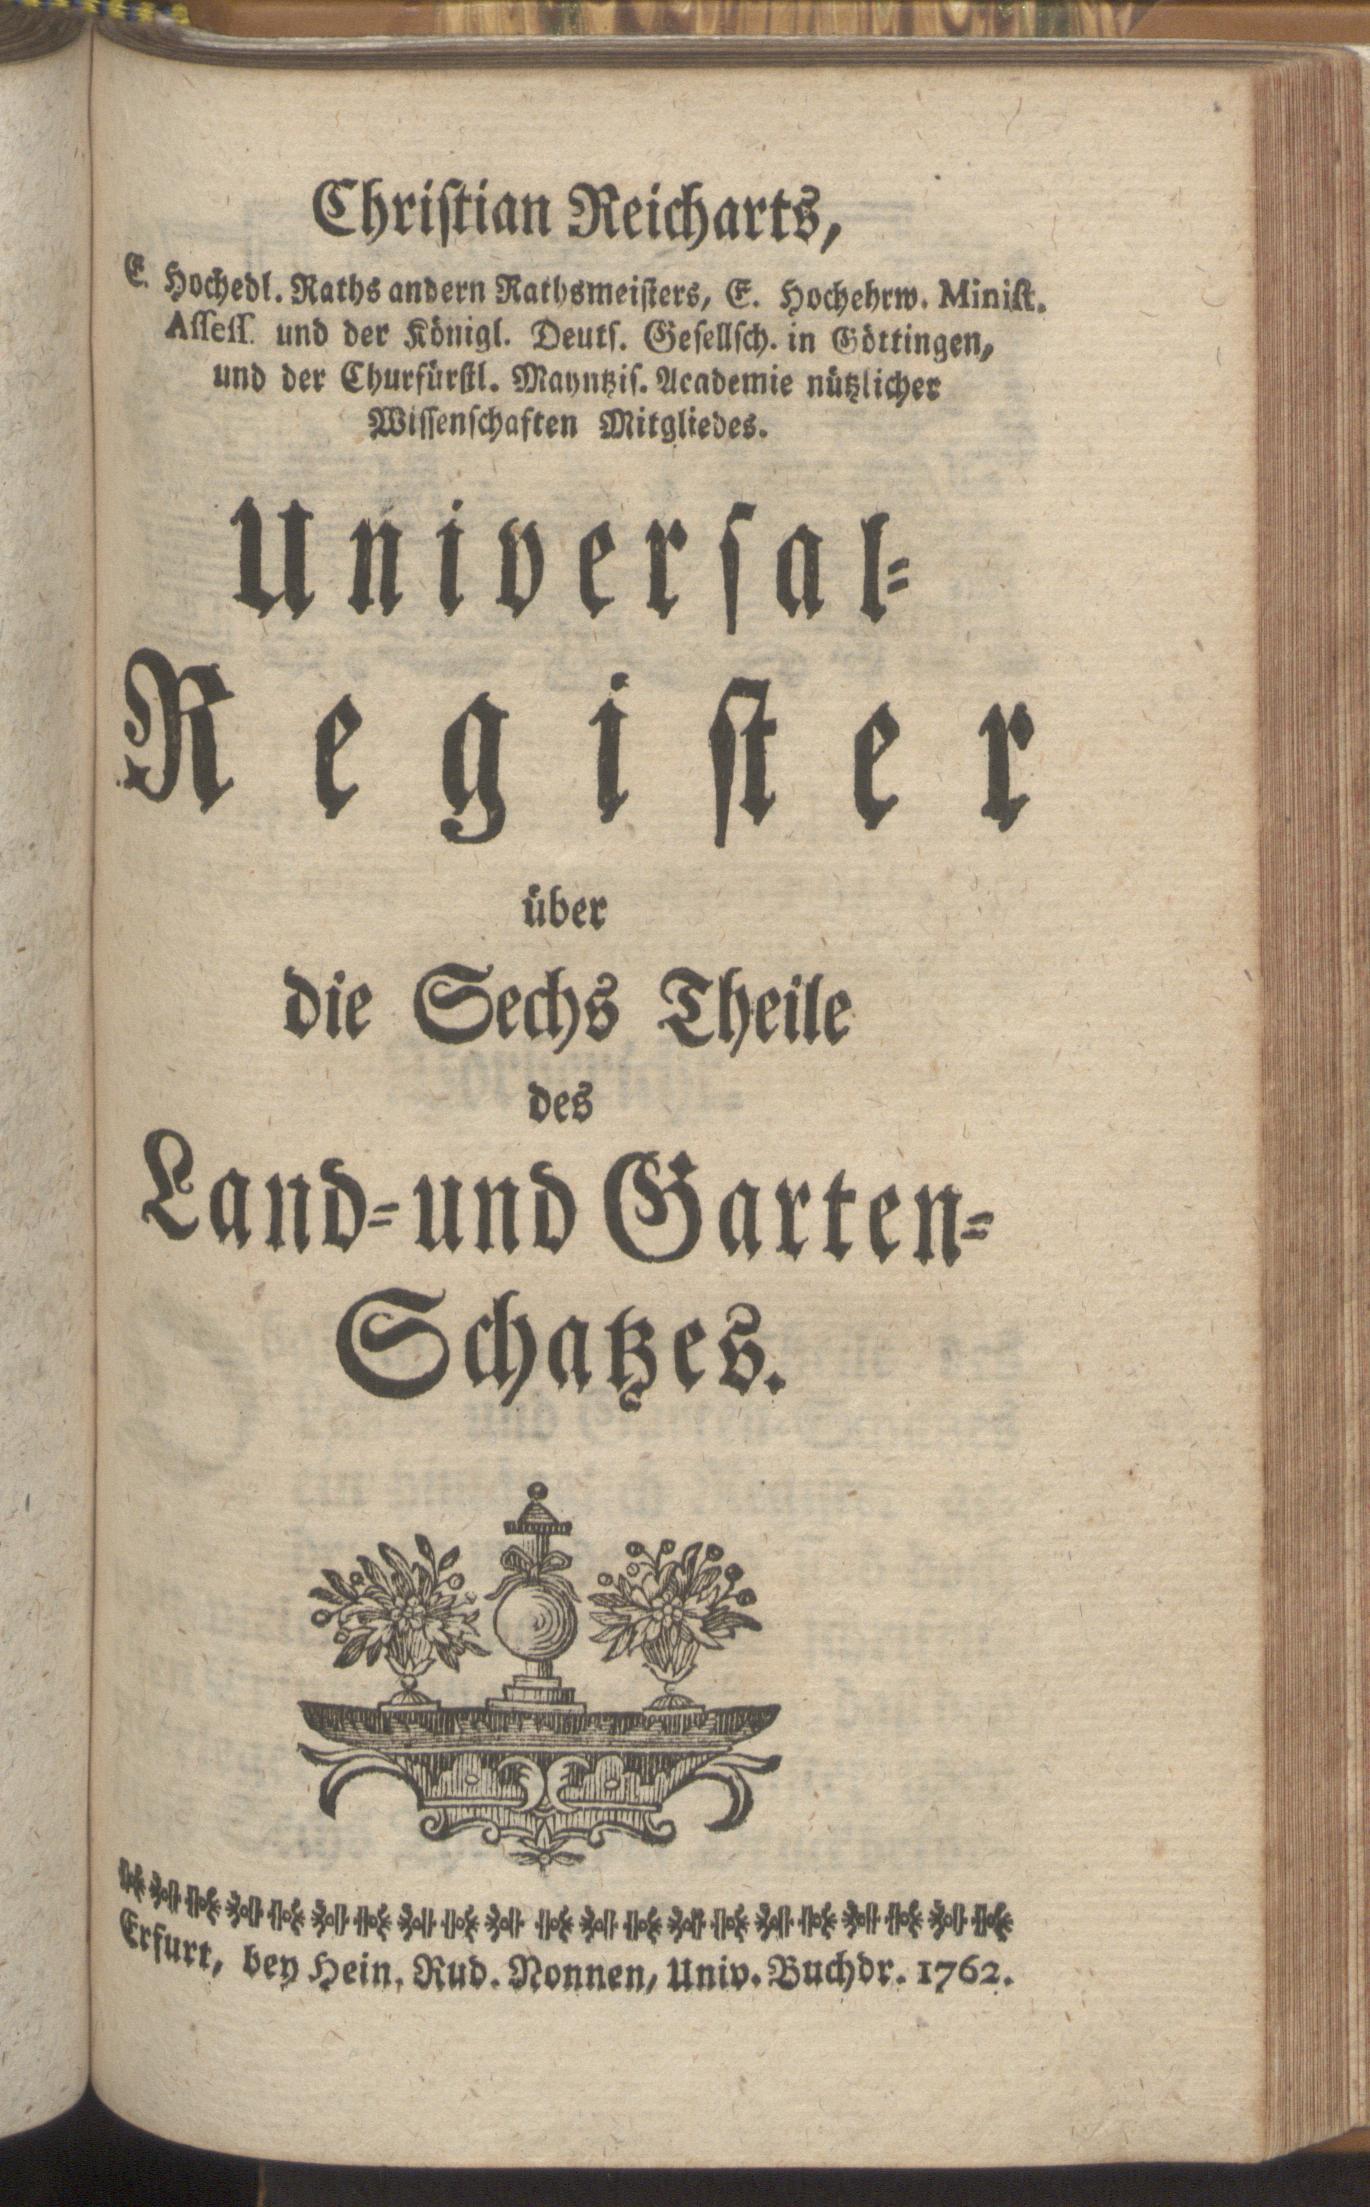 Christian Reicharts,
E. Hochedl. Raths andern Rathsmeisters, E. Hochehrw. Minist.
Assess. und der Königl. Deuts. Gesellsch. in Göttingen,
und der Churfürstl. Mayntzis. Academie nützlicher
Wissenschaften Mitgliedes.
Universal-
Register
über
die Sechs Theile
des
Land- und Garten-
Schatzes.
Erfurt, bey Hein. Rud. Nonnen, Univ. Buchdr. 1762.